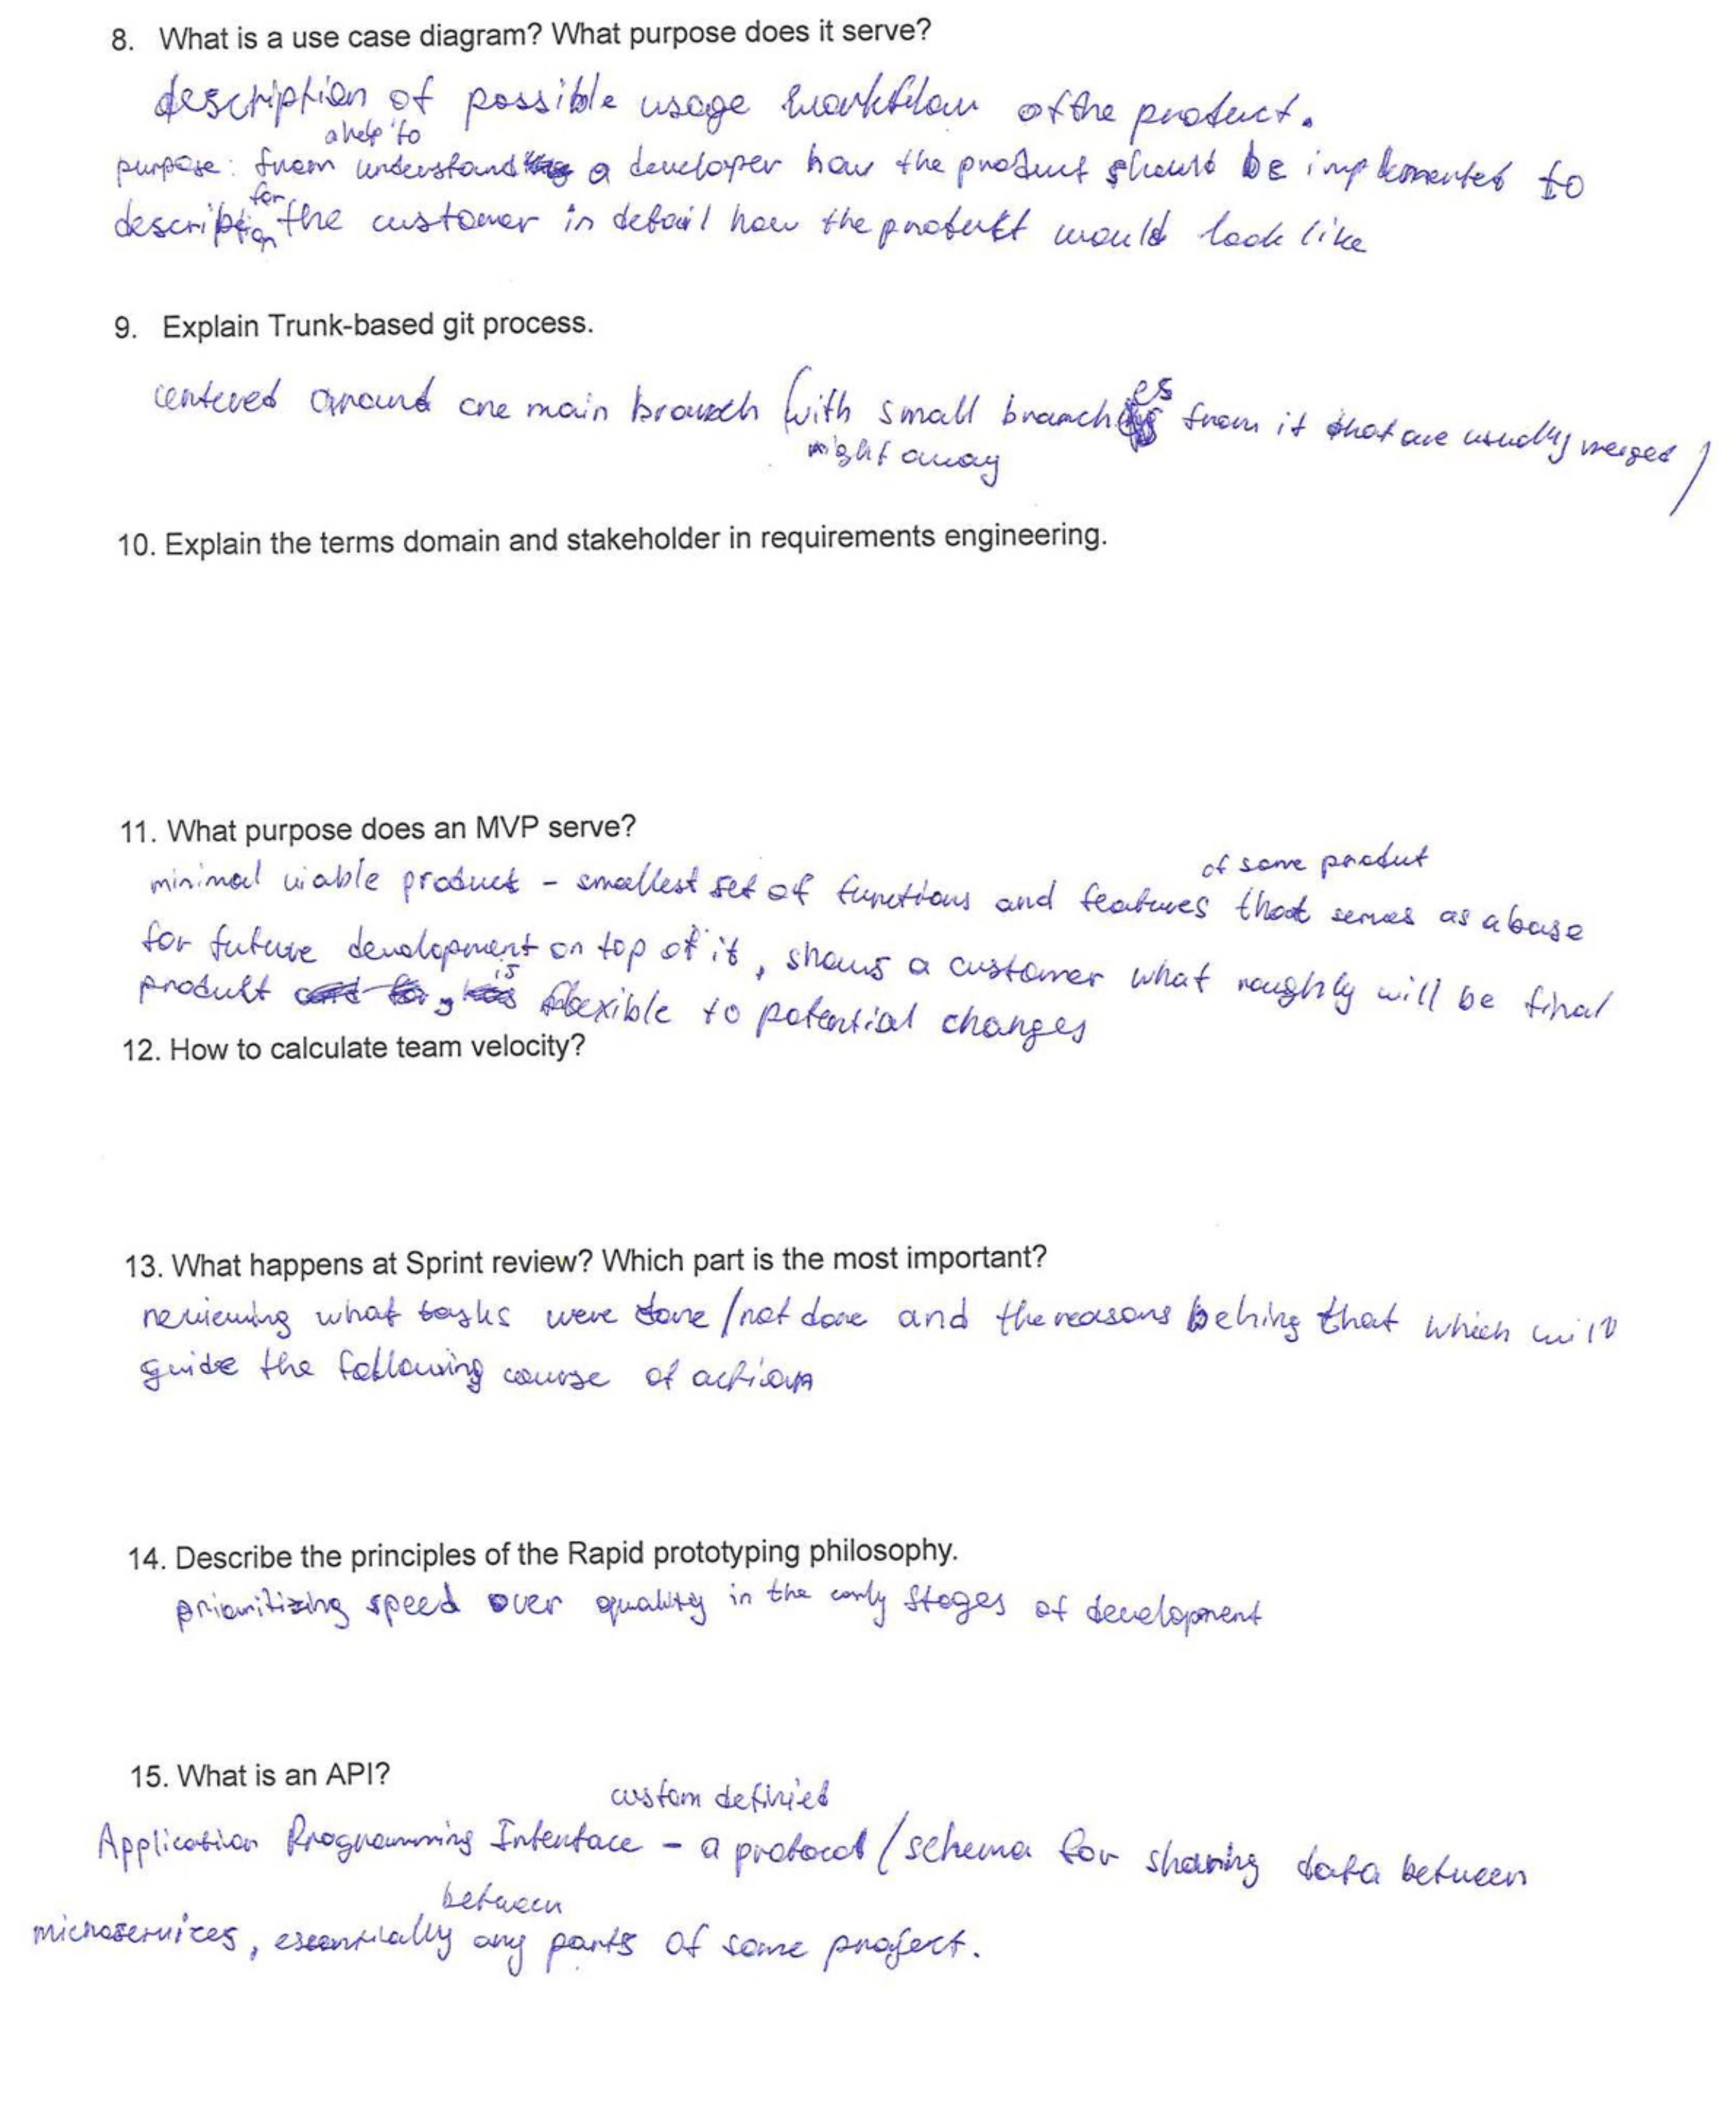 8. What is a use case diagram? What purpose does it serve?
description of possible usage workflow of the product.
a help to
purpose: from understand a developer how the product should be implemented to
for
description the customer in detail how the product would look like
9. Explain Trunk-based git process.
es
centered around one main branch (with small branches from it that are usually merged)
right away
10. Explain the terms domain and stakeholder in requirements engineering.
11. What purpose does an MVP serve?
of some produt
minimal viable product - smallest set of functions and features that serves as a base
for future development on top of it, shows a customer what roughly will be final
is
product , flexible to potential changes
12. How to calculate team velocity?
13. What happens at Sprint review? Which part is the most important?
reviewing what tasks were done/not done and the reasons behing that which will
guide the following course of action
14. Describe the principles of the Rapid prototyping philosophy.
prioritizing speed over quality in the early stages of development
15. What is an API?
custom definied
Application Programming Interface - a protocol/schema for sharing data between
between
microservices, essentially any parts of some project.